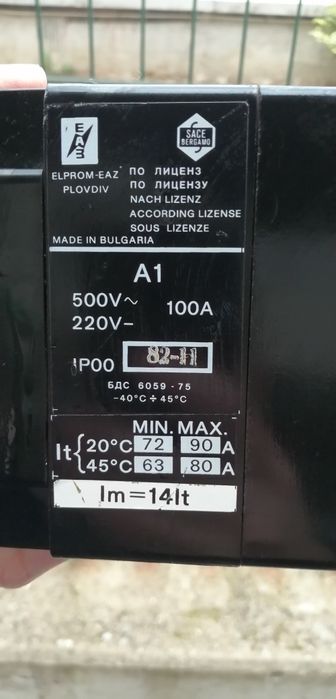 EAZ
SACE
BERGAMO
ELPROM-EAZ
PLOVDIV
ПО ЛИЦЕНЗ
ПО ЛИЦЕНЗУ
NACH LIZENZ
ACCORDING LIZENSE
SOUS LIZENZE
MADE IN BULGARIA
A1
500V~ 100A
220V-
IP00 82-11
БДС 6059-75
-40°C ÷ 45°C
MIN. MAX.
It { 20°C 72 90 A
45°C 63 80 A
Im=14It